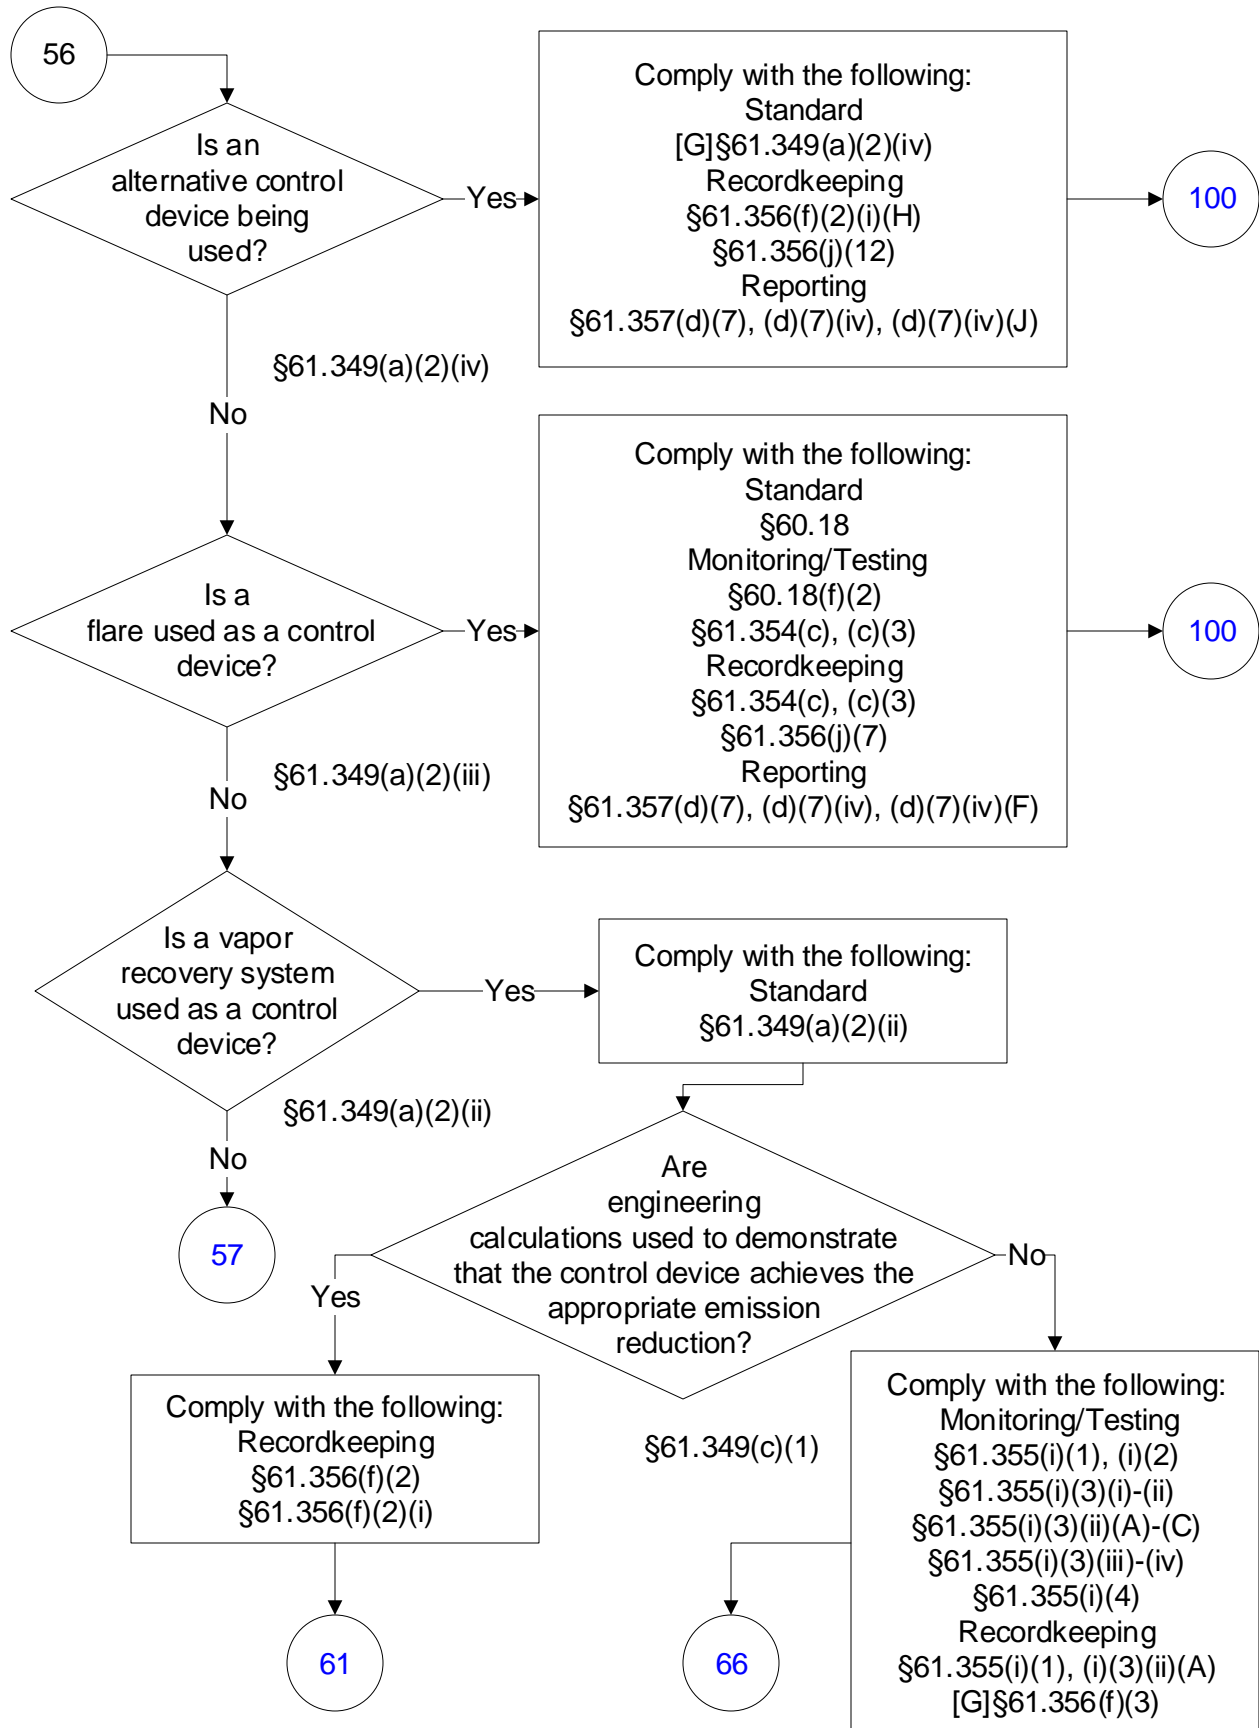 56
Is an
alternative control
device being
used?
Yes
Comply with the following:
Standard
[G]§61.349(a)(2)(iv)
Recordkeeping
§61.356(f)(2)(i)(H)
§61.356(j)(12)
Reporting
§61.357(d)(7), (d)(7)(iv), (d)(7)(iv)(J)
100
§61.349(a)(2)(iv)
No
Is a
flare used as a control
device?
Yes
Comply with the following:
Standard
§60.18
Monitoring/Testing
§60.18(f)(2)
§61.354(c), (c)(3)
Recordkeeping
§61.354(c), (c)(3)
§61.356(j)(7)
Reporting
§61.357(d)(7), (d)(7)(iv), (d)(7)(iv)(F)
100
§61.349(a)(2)(iii)
No
Is a vapor
recovery system
used as a control
device?
Yes
Comply with the following:
Standard
§61.349(a)(2)(ii)
§61.349(a)(2)(ii)
No
57
Are
engineering
calculations used to demonstrate
that the control device achieves the
appropriate emission
reduction?
Yes
No
§61.349(c)(1)
Comply with the following:
Recordkeeping
§61.356(f)(2)
§61.356(f)(2)(i)
61
Comply with the following:
Monitoring/Testing
§61.355(i)(1), (i)(2)
§61.355(i)(3)(i)-(ii)
§61.355(i)(3)(ii)(A)-(C)
§61.355(i)(3)(iii)-(iv)
§61.355(i)(4)
Recordkeeping
§61.355(i)(1), (i)(3)(ii)(A)
[G]§61.356(f)(3)
66